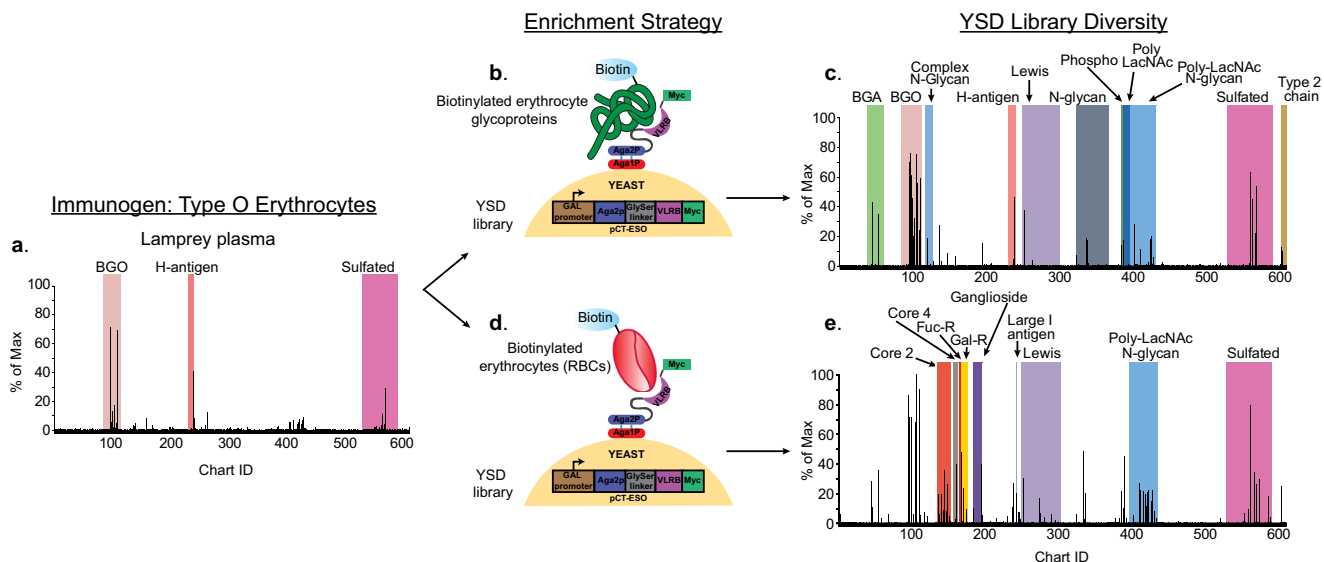 Enrichment Strategy
YSD Library Diversity
Immunogen: Type O Erythrocytes
a.
Lamprey plasma
BGO
H-antigen
Sulfated
% of Max
100
80
60
40
20
0
100
200
300
400
500
600
Chart ID
b.
Biotin
Biotinylated erythrocyte
glycoproteins
Myc
VLRB
Aga2P
Aga1P
YEAST
YSD
library
GAL
promoter
Aga2p
GlySer
linker
VLRB
Myc
pCT-ESO
c.
BGA
BGO
Complex
N-Glycan
H-antigen
Lewis
N-glycan
Phospho
Poly
LacNAc
Poly-LacNAc
N-glycan
Sulfated
Type 2
chain
% of Max
100
80
60
40
20
0
100
200
300
400
500
600
d.
Biotin
Biotinylated
erythrocytes (RBCs)
Myc
VLRB
Aga2P
Aga1P
YEAST
YSD
library
GAL
promoter
Aga2p
GlySer
linker
VLRB
Myc
pCT-ESO
e.
Core 2
Core 4
Fuc-R
Gal-R
Ganglioside
Large I
antigen
Lewis
Poly-LacNAc
N-glycan
Sulfated
% of Max
100
80
60
40
20
0
100
200
300
400
500
600
Chart ID